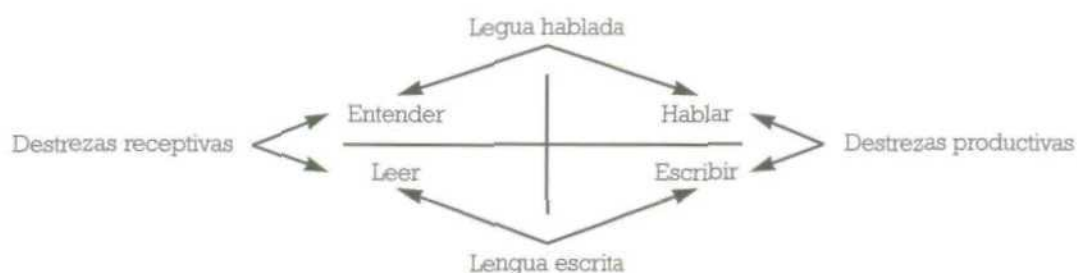 Legua hablada
Entender Hablar
Destrezas receptivas Destrezas productivas
Leer Escribir
Lengua escrita